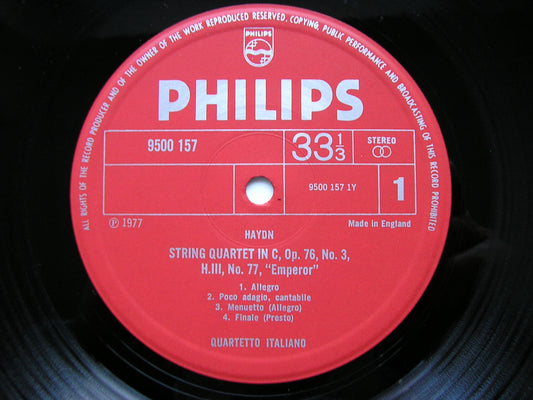 ALL RIGHTS OF THE RECORD PRODUCER AND OF THE OWNER OF THE WORK REPRODUCED RESERVED. COPYING, PUBLIC PERFORMANCE AND BROADCASTING OF THIS RECORD PROHIBITED
PHILIPS
PHILIPS
9500 157
33 1/3
STEREO
9500 157 1Y
1
℗ 1977
Made in England
HAYDN
STRING QUARTET IN C, Op. 76, No. 3,
H.III, No. 77, "Emperor"
1. Allegro
2. Poco adagio, cantabile
3. Menuetto (Allegro)
4. Finale (Presto)
QUARTETTO ITALIANO